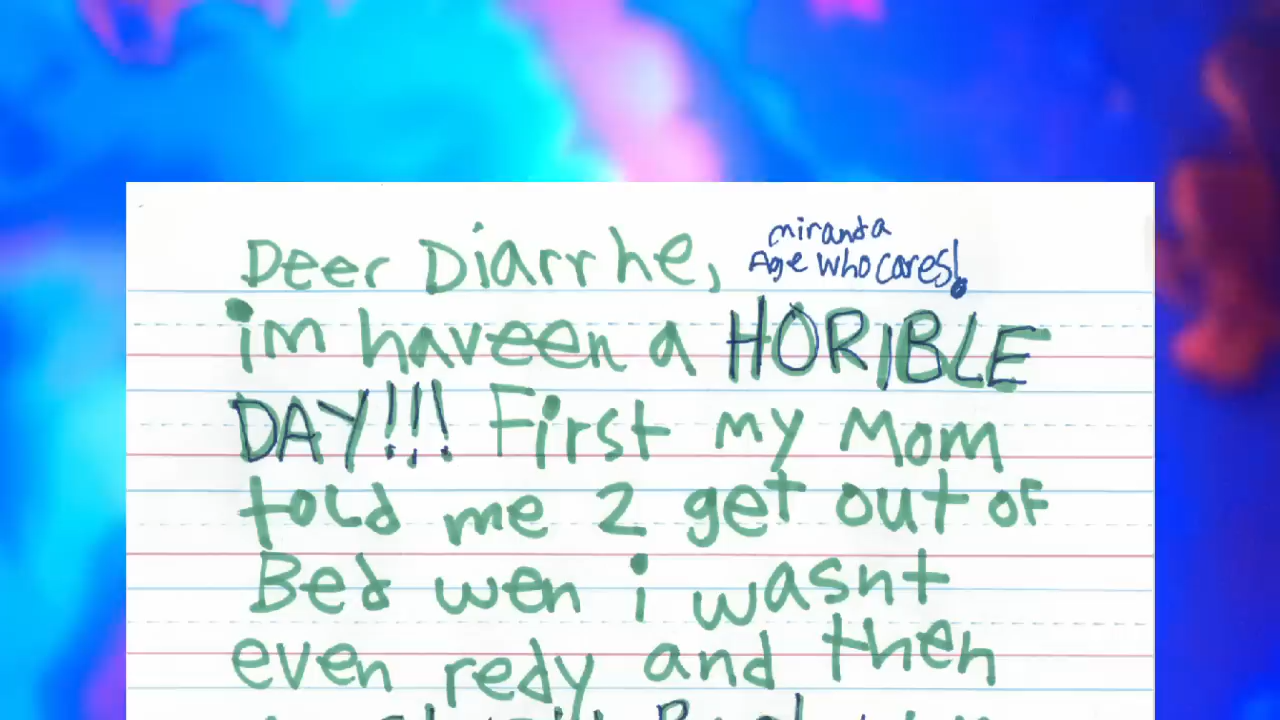 Deer Diarrhe,
miranda
Age who cares!
im haveen a HORIBLE
DAY!!! First my Mom
told me 2 get out of
Bed wen i wasnt
even redy and then